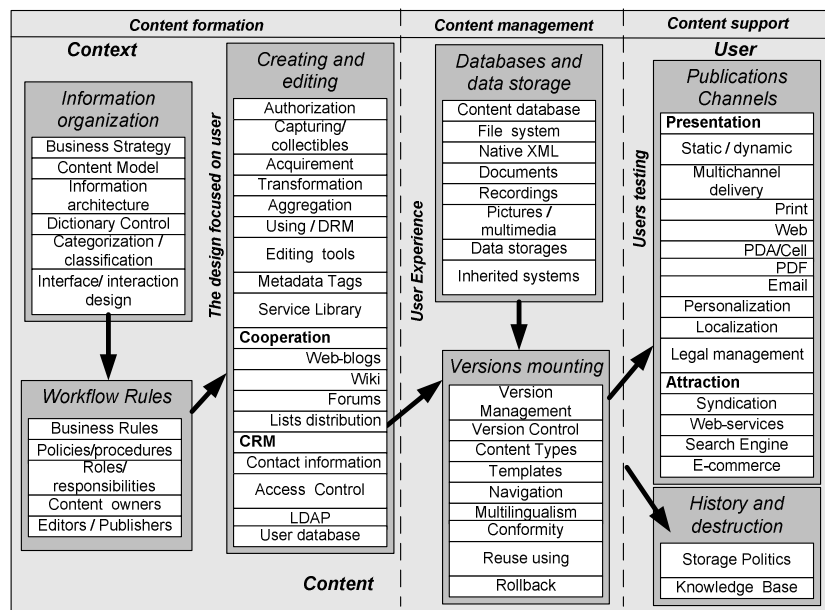 Content formation
Content management
Content support
Context
User
Information
organization
Business Strategy
Content Model
Information
architecture
Dictionary Control
Categorization /
classification
Interface/ interaction
design
Workflow Rules
Business Rules
Policies/procedures
Roles/
responsibilities
Content owners
Editors / Publishers
The design focused on user
Creating and
editing
Authorization
Capturing/
collectibles
Acquirement
Transformation
Aggregation
Using / DRM
Editing tools
Metadata Tags
Service Library
Cooperation
Web-blogs
Wiki
Forums
Lists distribution
CRM
Contact information
Access Control
LDAP
User database
Content
User Experience
Databases and
data storage
Content database
File system
Native XML
Documents
Recordings
Pictures /
multimedia
Data storages
Inherited systems
Versions mounting
Version
Management
Version Control
Content Types
Templates
Navigation
Multilingualism
Conformity
Reuse using
Rollback
Users testing
Publications
Channels
Presentation
Static / dynamic
Multichannel
delivery
Print
Web
PDA/Cell
PDF
Email
Personalization
Localization
Legal management
Attraction
Syndication
Web-services
Search Engine
E-commerce
History and
destruction
Storage Politics
Knowledge Base